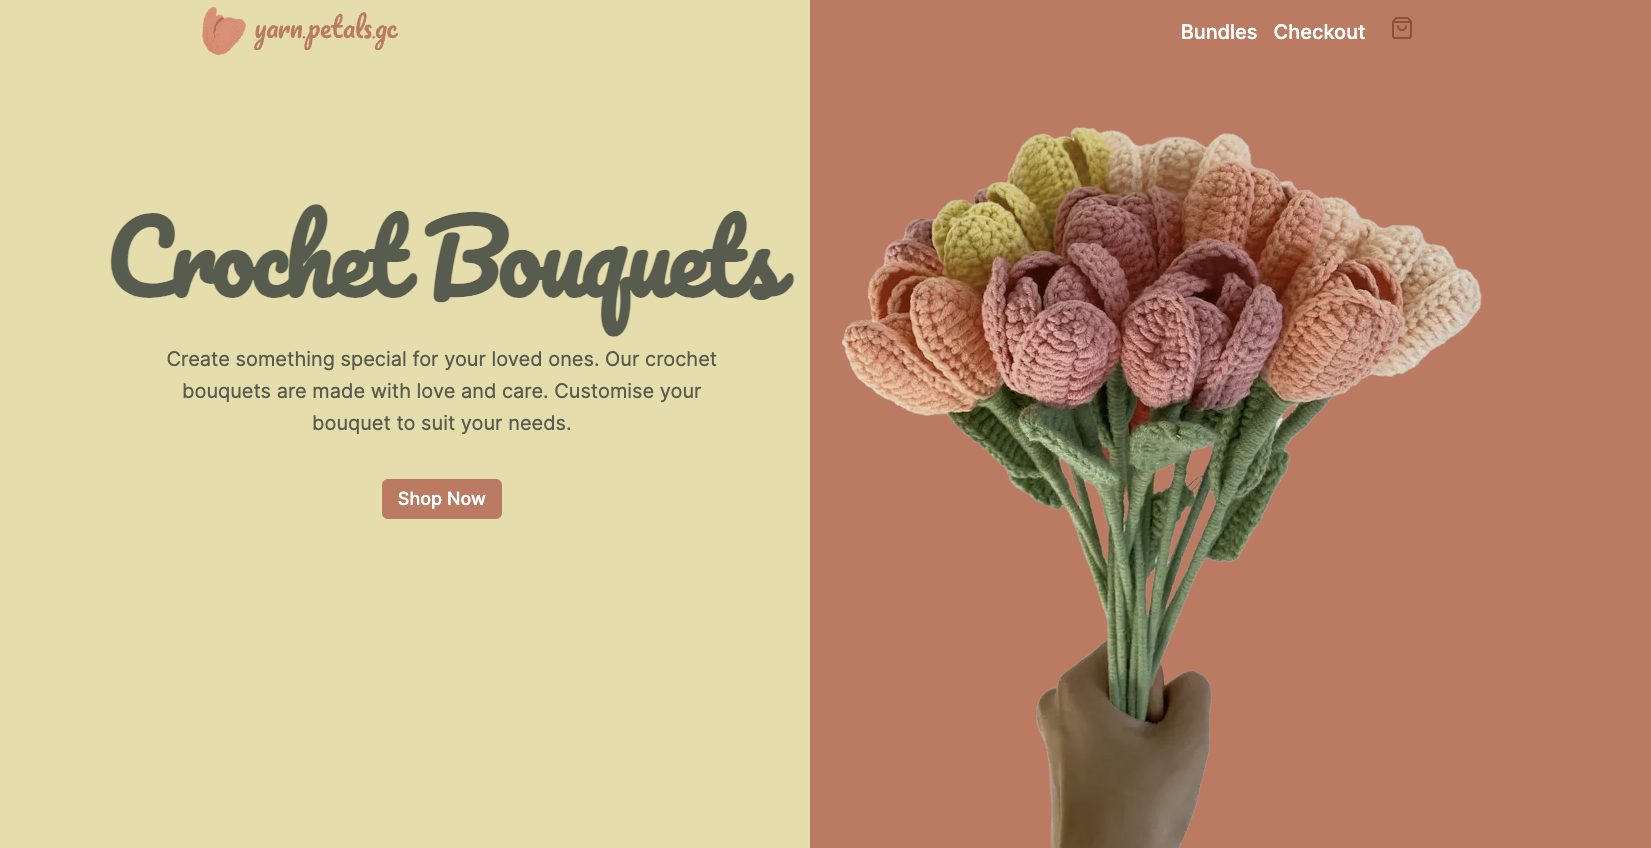 yarn.petals.gc
Bundles Checkout
Crochet Bouquets
Create something special for your loved ones. Our crochet
bouquets are made with love and care. Customise your
bouquet to suit your needs.
Shop Now